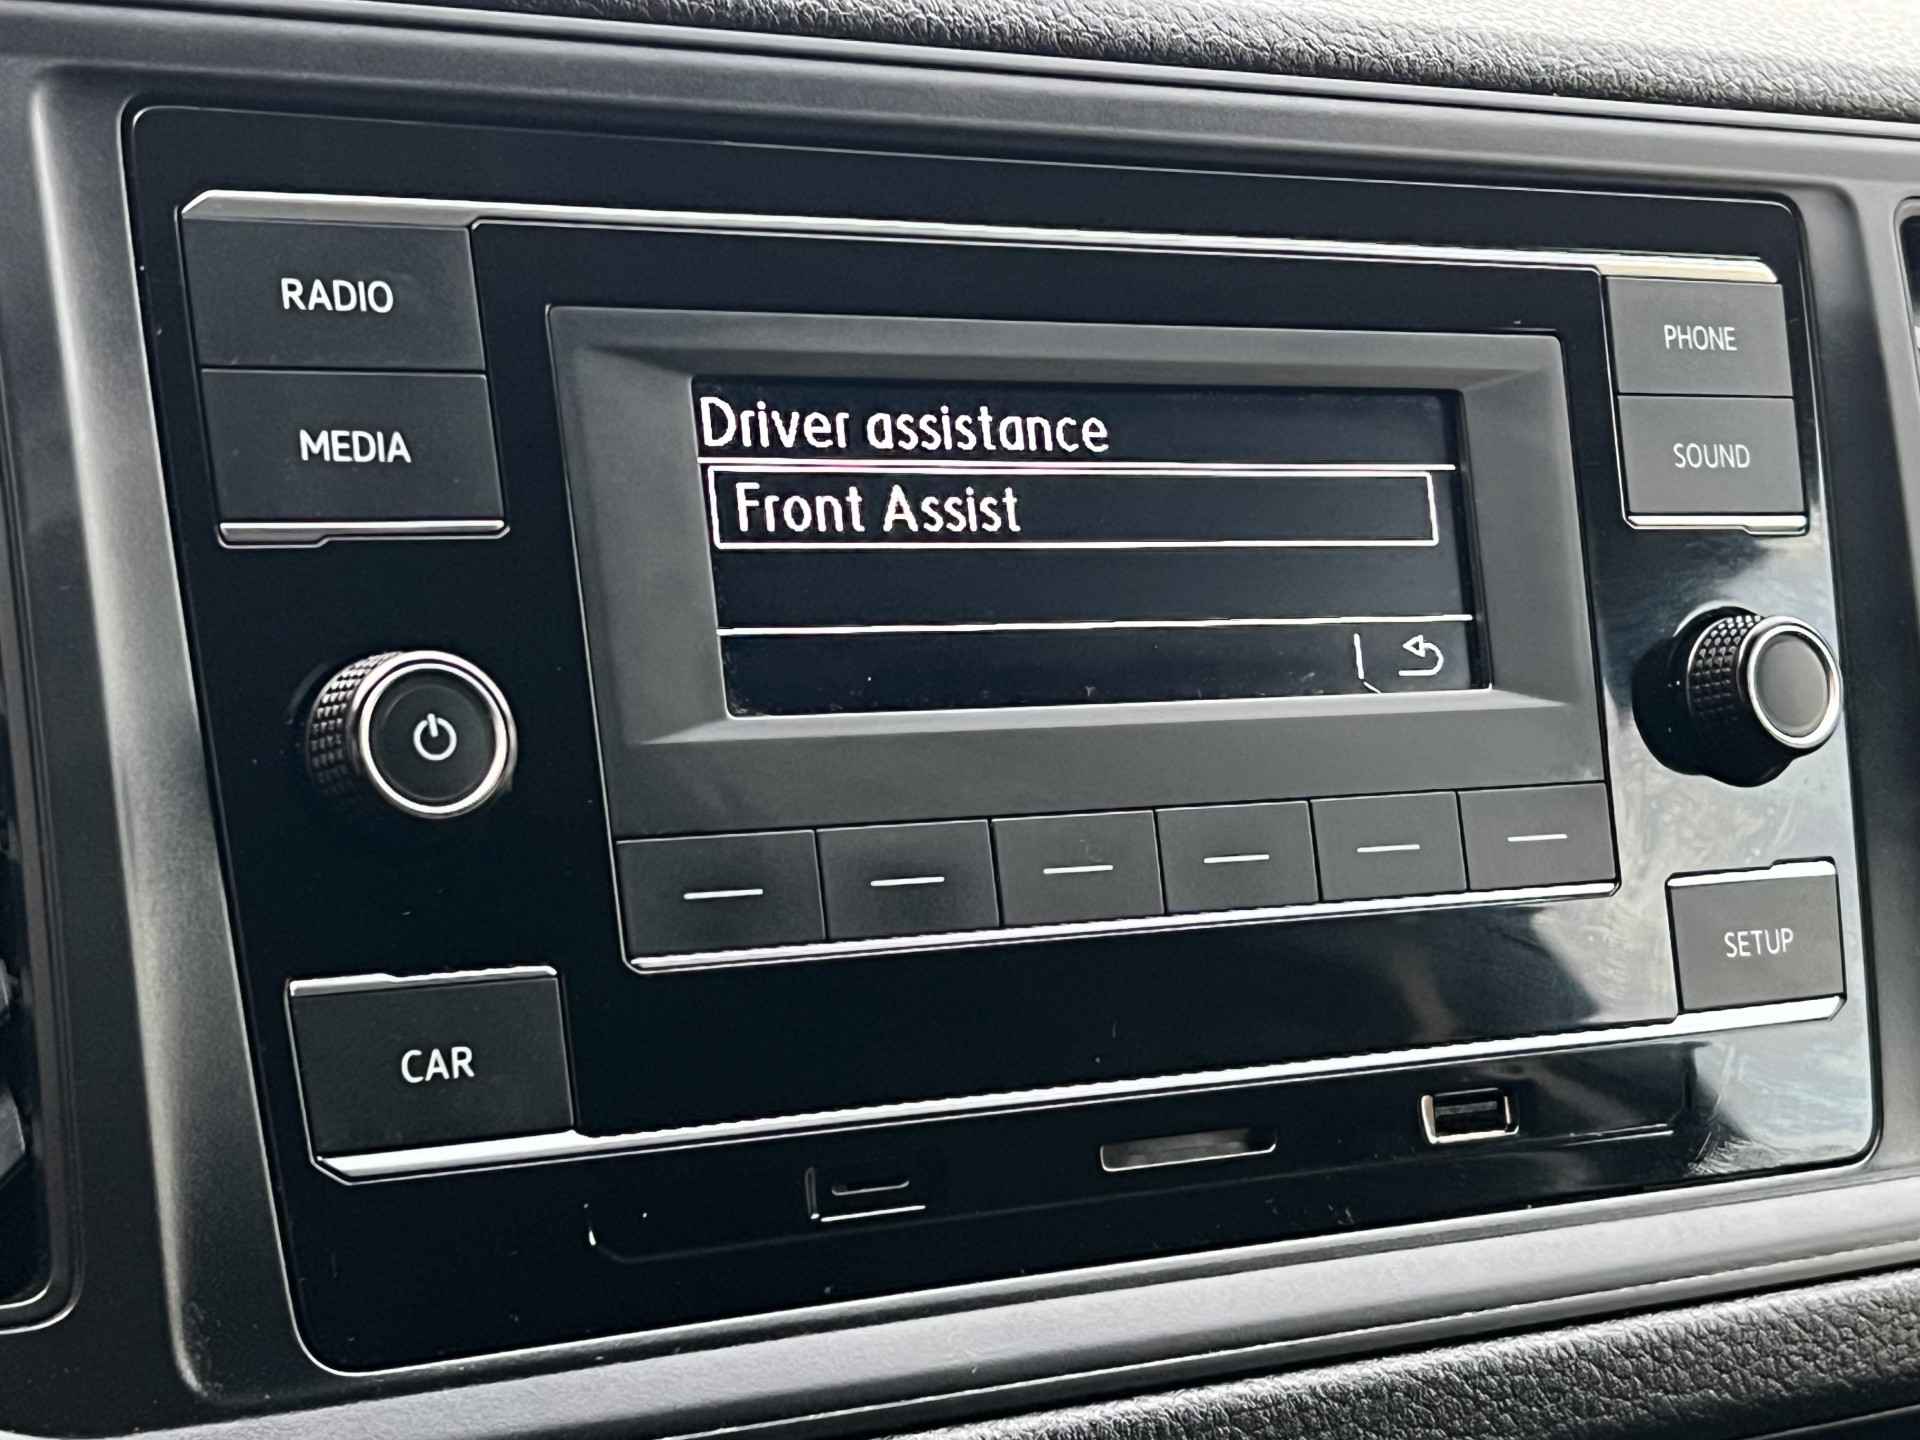 RADIO
MEDIA
Driver assistance
Front Assist
PHONE
SOUND
CAR
SETUP